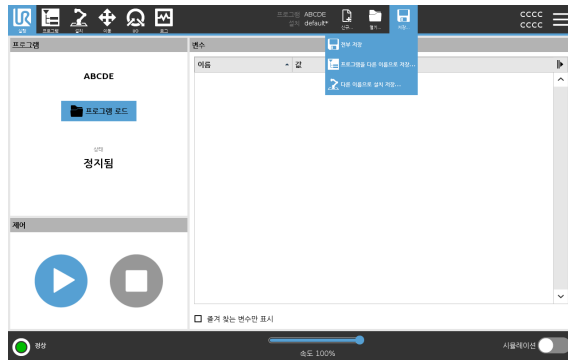 UR
실행
프로그램
설치
이동
I/O
로그
프로그램 ABCDE
설치 default*
신규...
열기...
저장...
cccc
cccc
프로그램
변수
전부 저장
프로그램을 다른 이름으로 저장...
다른 이름으로 설치 저장...
이름
값
ABCDE
프로그램 로드
상태
정지됨
제어
즐겨 찾는 변수만 표시
정상
속도 100%
시뮬레이션